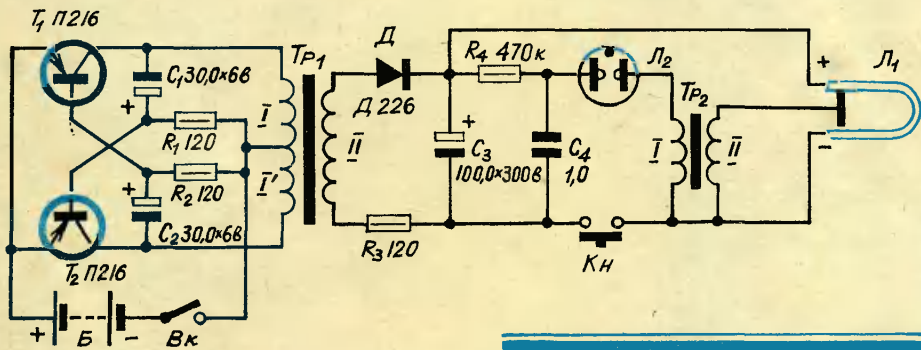 Т₁ П216
С₁ 30,0×6в
+
R₁ 120
R₂ 120
+
С₂ 30,0×6в
Т₂ П216
+ Б - Вк
Тр₁
I
I'
II
Д
Д 226
R₃ 120
R₄ 470 к
+
С₃
100,0×300в
С₄
1,0
Л₂
Кн
Тр₂
I
II
+
-
Л₁